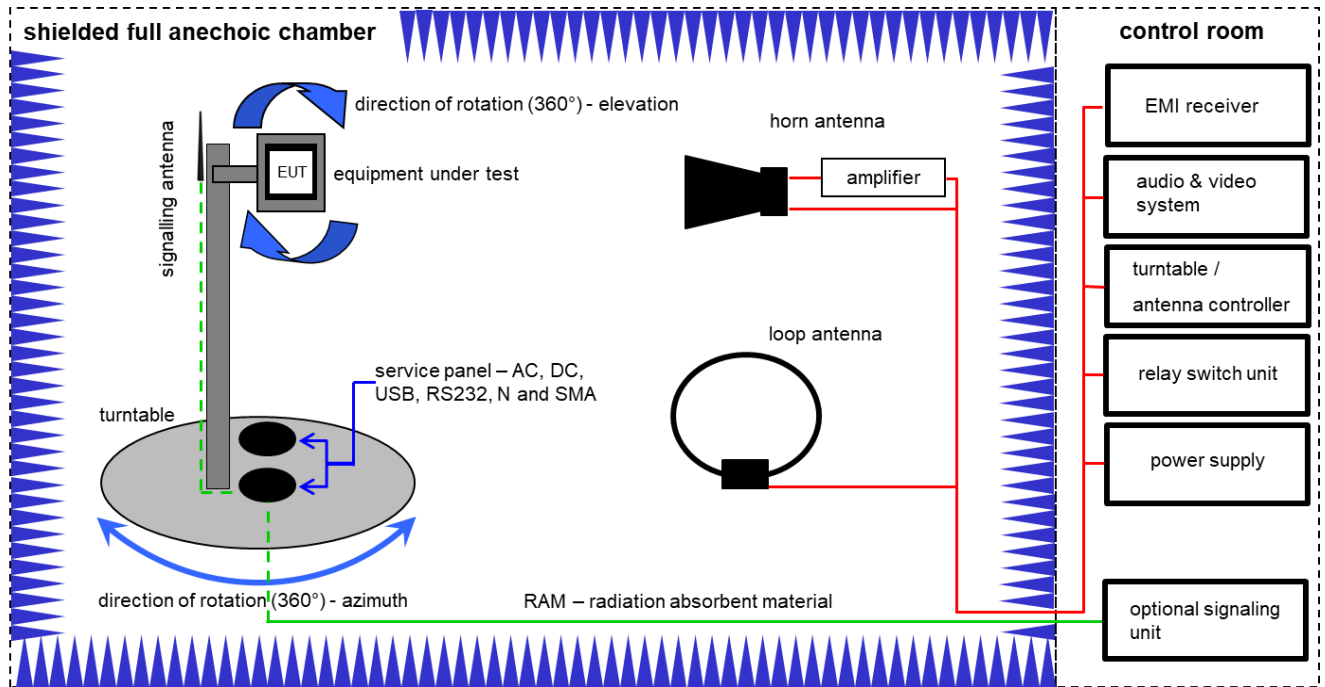 shielded full anechoic chamber
control room
direction of rotation (360°) - elevation
signalling antenna
EUT
equipment under test
horn antenna
amplifier
loop antenna
service panel – AC, DC,
USB, RS232, N and SMA
turntable
direction of rotation (360°) - azimuth
RAM – radiation absorbent material
EMI receiver
audio & video
system
turntable /
antenna controller
relay switch unit
power supply
optional signaling
unit